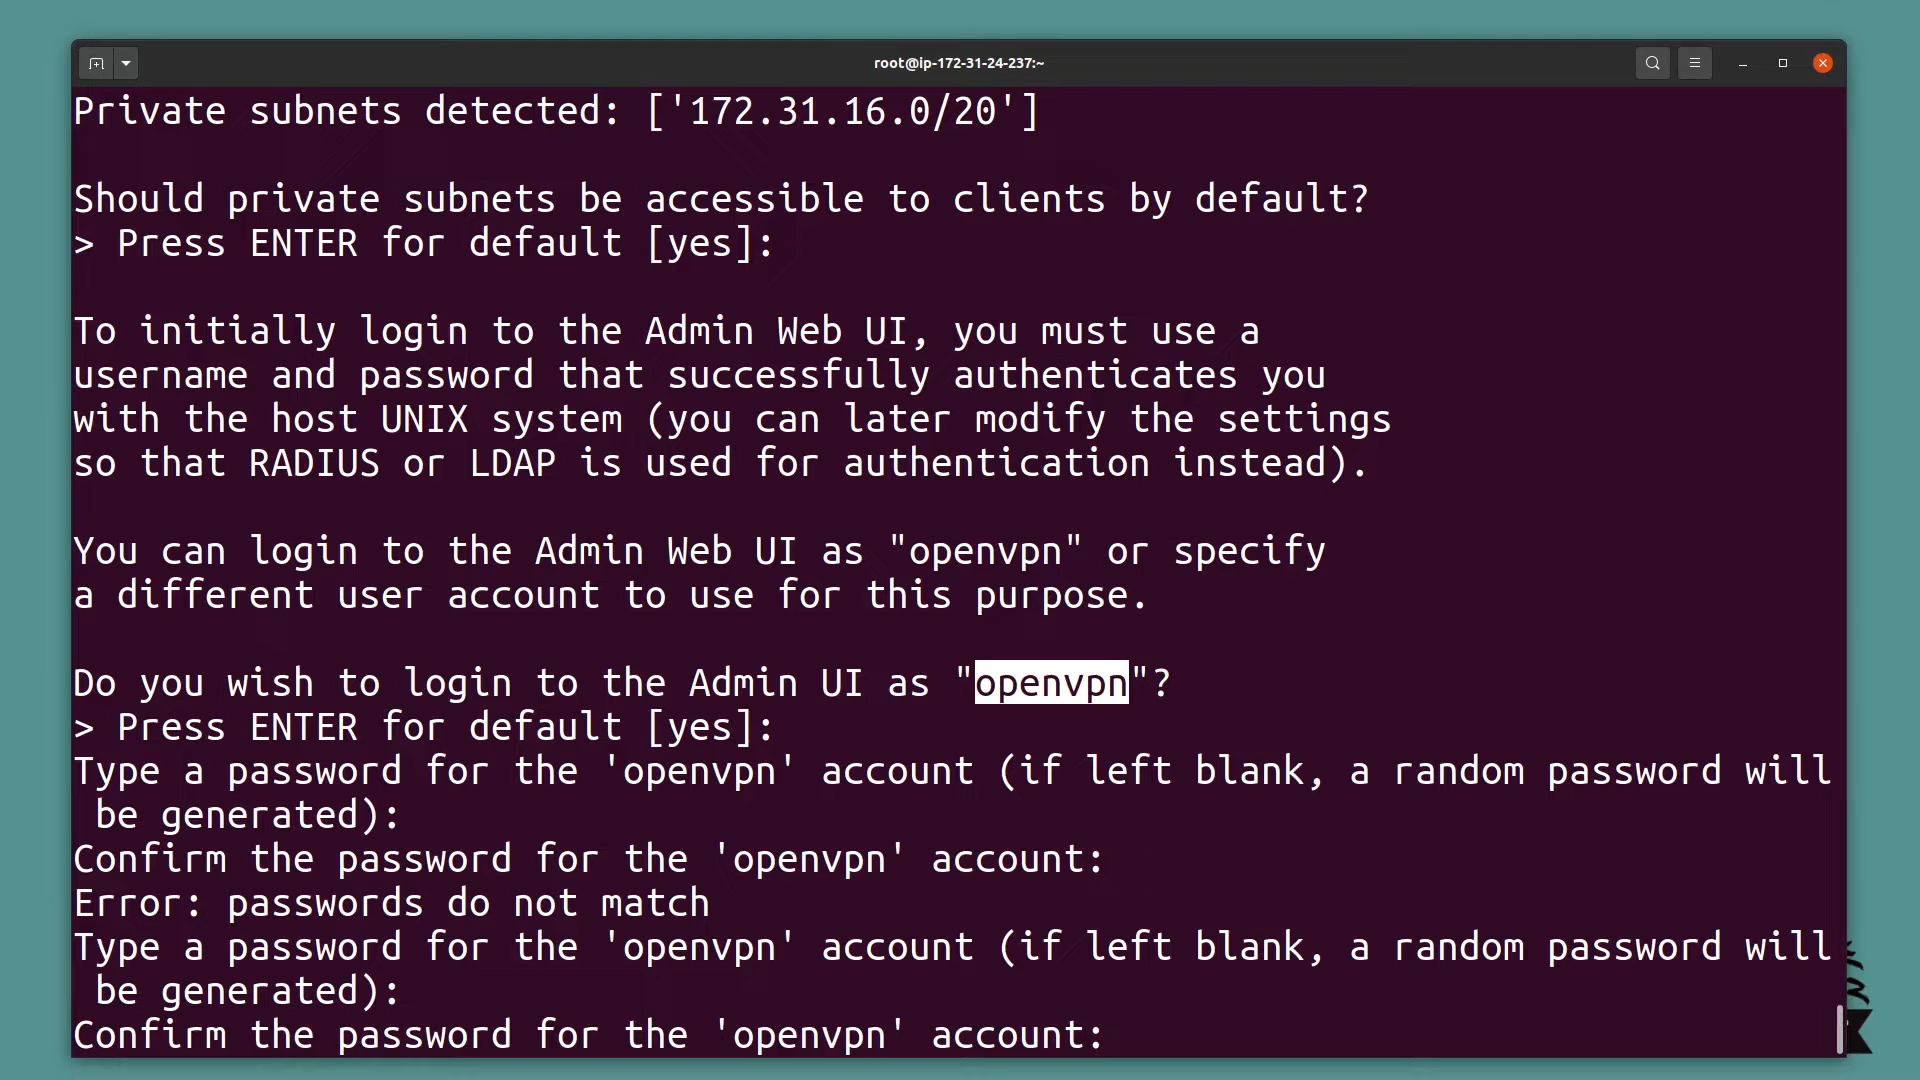 root@ip-172-31-24-237:~
Private subnets detected: ['172.31.16.0/20']
Should private subnets be accessible to clients by default?
> Press ENTER for default [yes]:
To initially login to the Admin Web UI, you must use a
username and password that successfully authenticates you
with the host UNIX system (you can later modify the settings
so that RADIUS or LDAP is used for authentication instead).
You can login to the Admin Web UI as "openvpn" or specify
a different user account to use for this purpose.
Do you wish to login to the Admin UI as "openvpn"?
> Press ENTER for default [yes]:
Type a password for the 'openvpn' account (if left blank, a random password will
 be generated):
Confirm the password for the 'openvpn' account:
Error: passwords do not match
Type a password for the 'openvpn' account (if left blank, a random password will
 be generated):
Confirm the password for the 'openvpn' account: